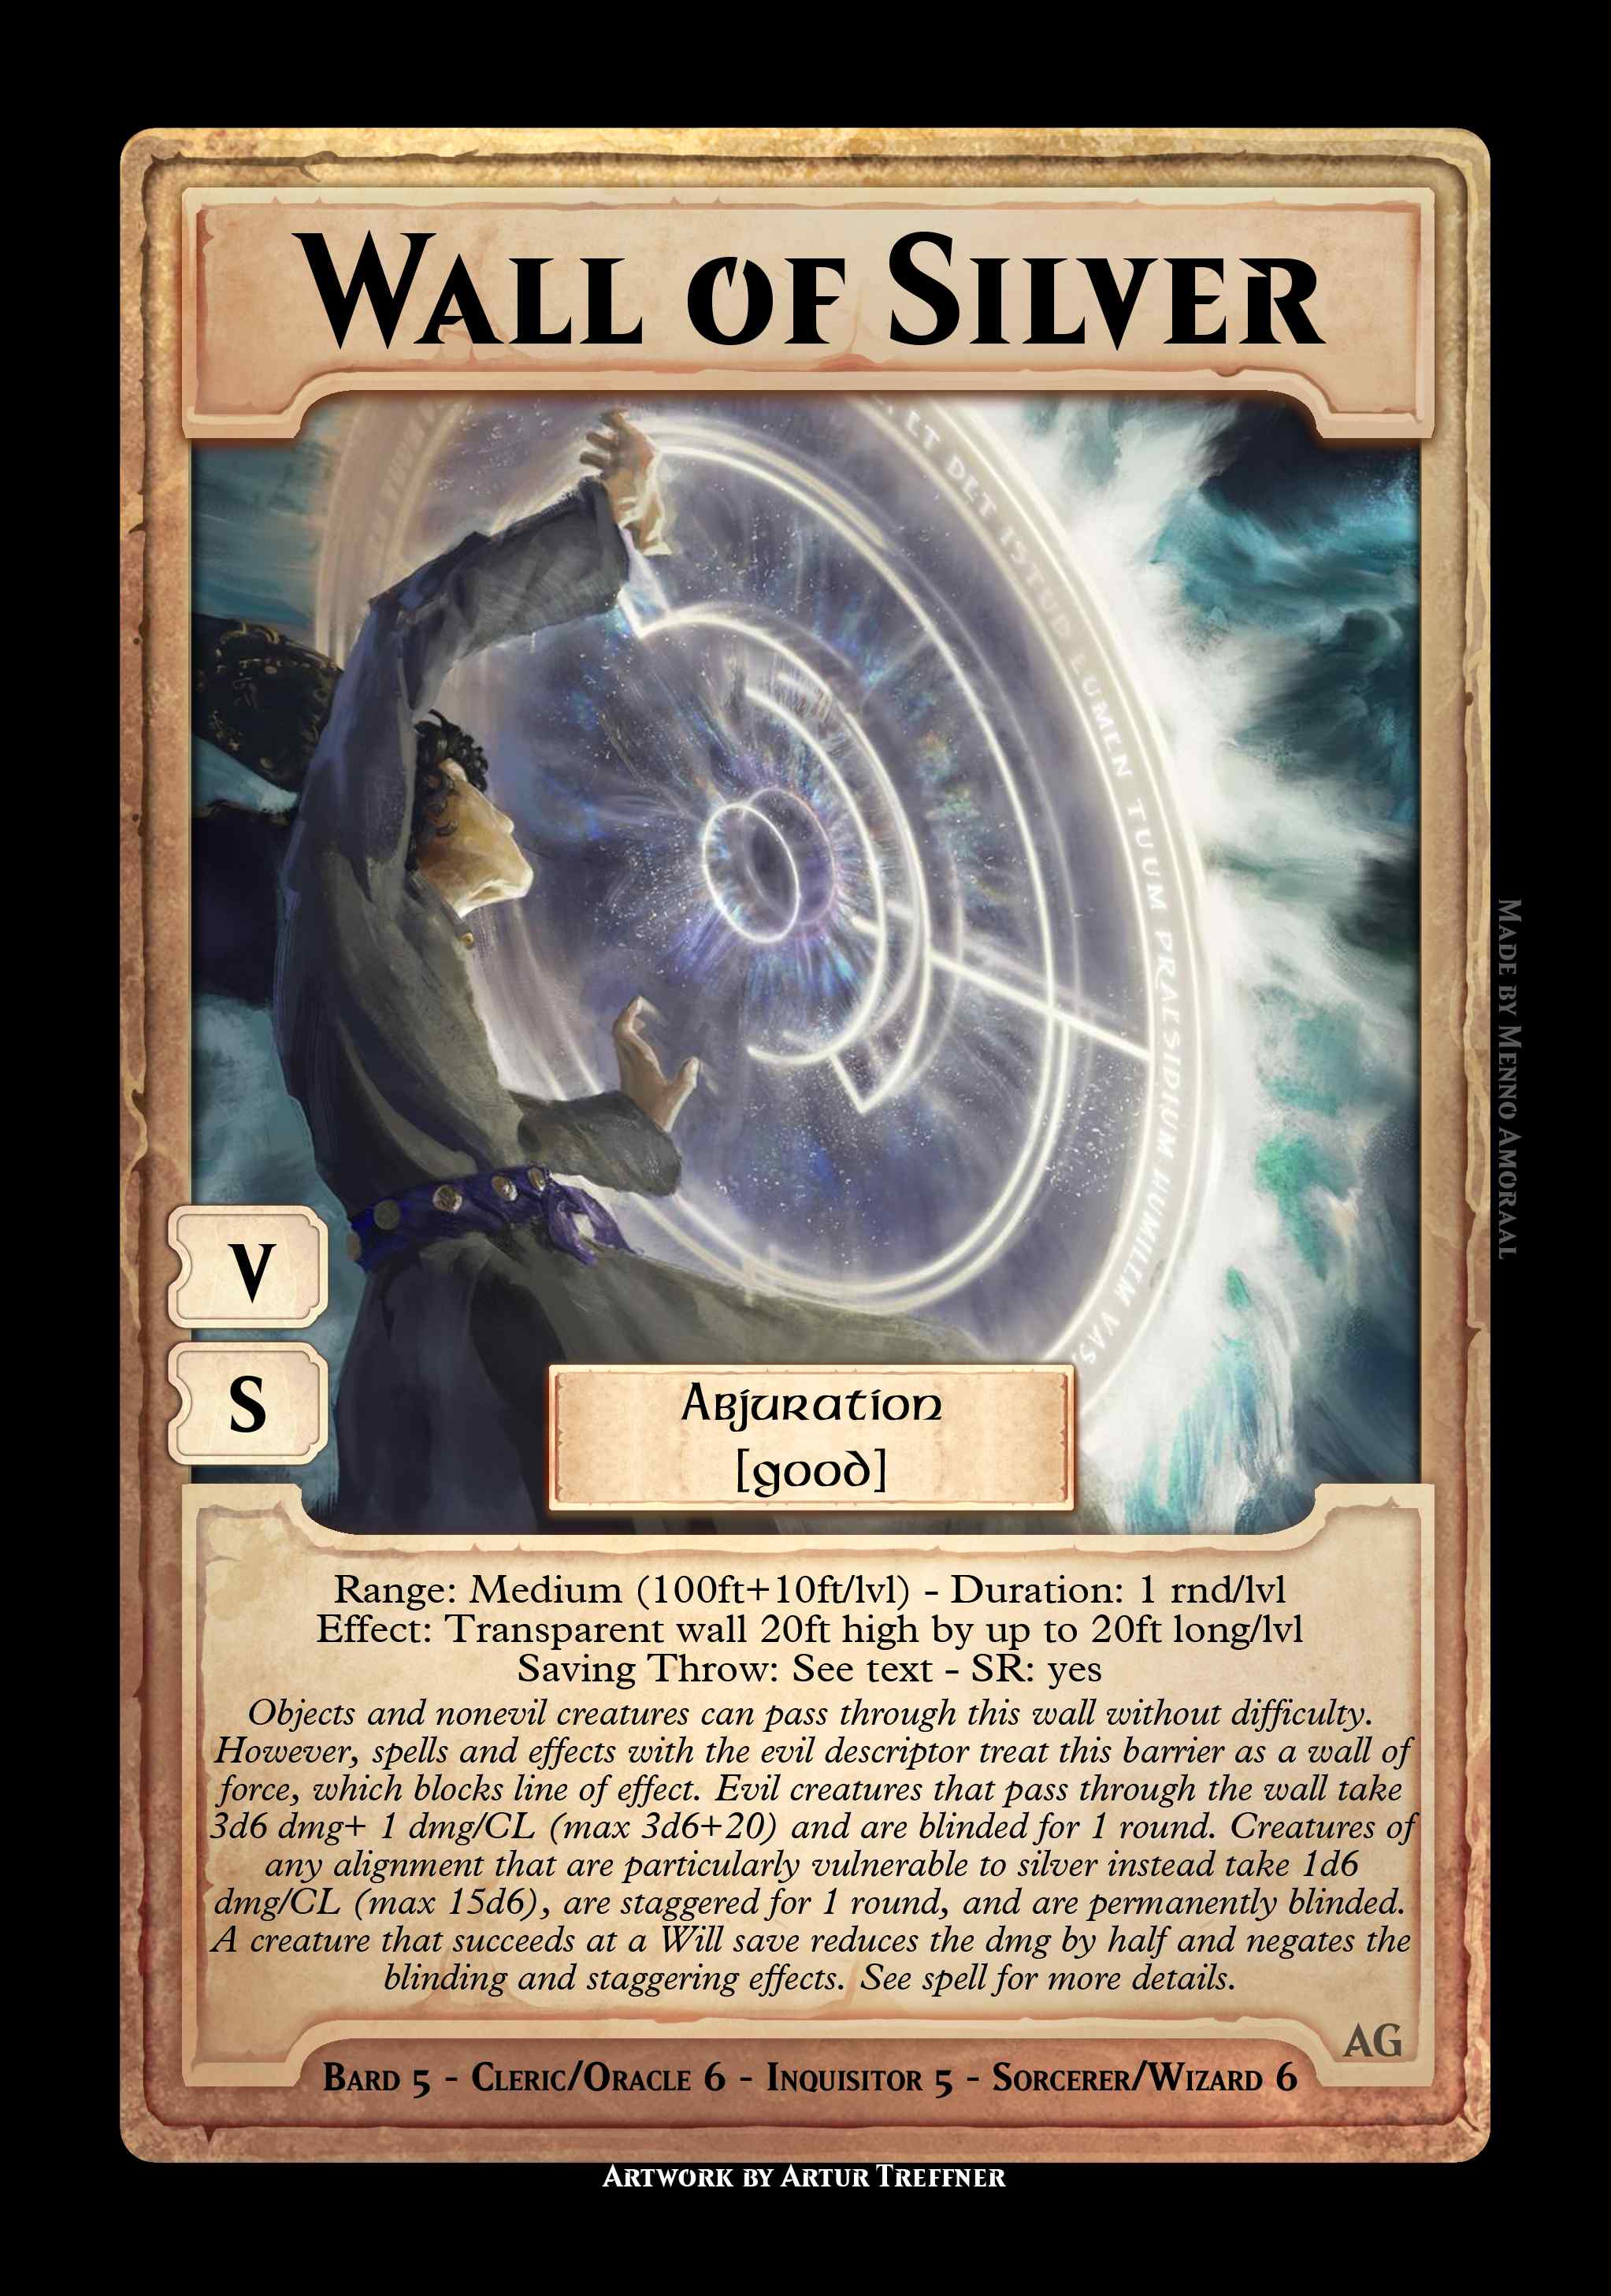 Wall of Silver
LT DET ISTUD LUMEN TUUM PRAESIDIUM HUMILEM VAS
V
S
Abjuration
[good]
Range: Medium (100ft+10ft/lvl) - Duration: 1 rnd/lvl
Effect: Transparent wall 20ft high by up to 20ft long/lvl
Saving Throw: See text - SR: yes
Objects and nonevil creatures can pass through this wall without difficulty.
However, spells and effects with the evil descriptor treat this barrier as a wall of
force, which blocks line of effect. Evil creatures that pass through the wall take
3d6 dmg+ 1 dmg/CL (max 3d6+20) and are blinded for 1 round. Creatures of
any alignment that are particularly vulnerable to silver instead take 1d6
dmg/CL (max 15d6), are staggered for 1 round, and are permanently blinded.
A creature that succeeds at a Will save reduces the dmg by half and negates the
blinding and staggering effects. See spell for more details.
AG
Bard 5 - Cleric/Oracle 6 - Inquisitor 5 - Sorcerer/Wizard 6
Artwork by Artur Treffner
Made by Menno Amoraal